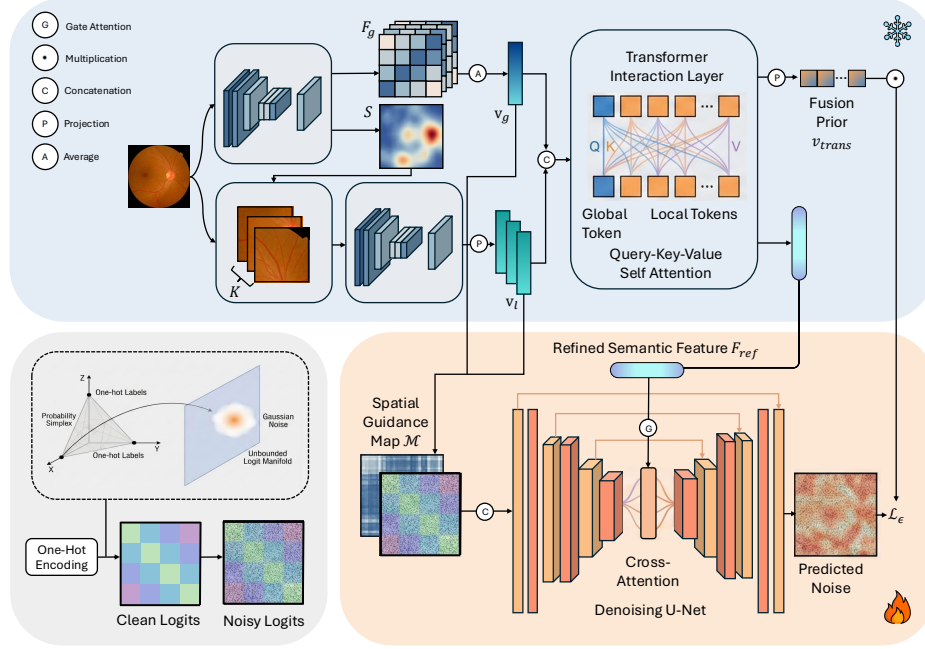 G Gate Attention
• Multiplication
C Concatenation
P Projection
A Average
F_g
S
A
v_g
K
P
v_l
C
Transformer
Interaction Layer
Q K V
Global
Token
Local Tokens
Query-Key-Value
Self Attention
P
Fusion
Prior
v_trans
Z
One-hot Labels
Probability
Simplex
X
One-hot Labels
Y
Gaussian
Noise
Unbounded
Logit Manifold
One-Hot
Encoding
Clean Logits
Noisy Logits
Refined Semantic Feature F_ref
Spatial
Guidance
Map ℳ
C
G
Cross-
Attention
Denoising U-Net
Predicted
Noise
ℒ_ϵ